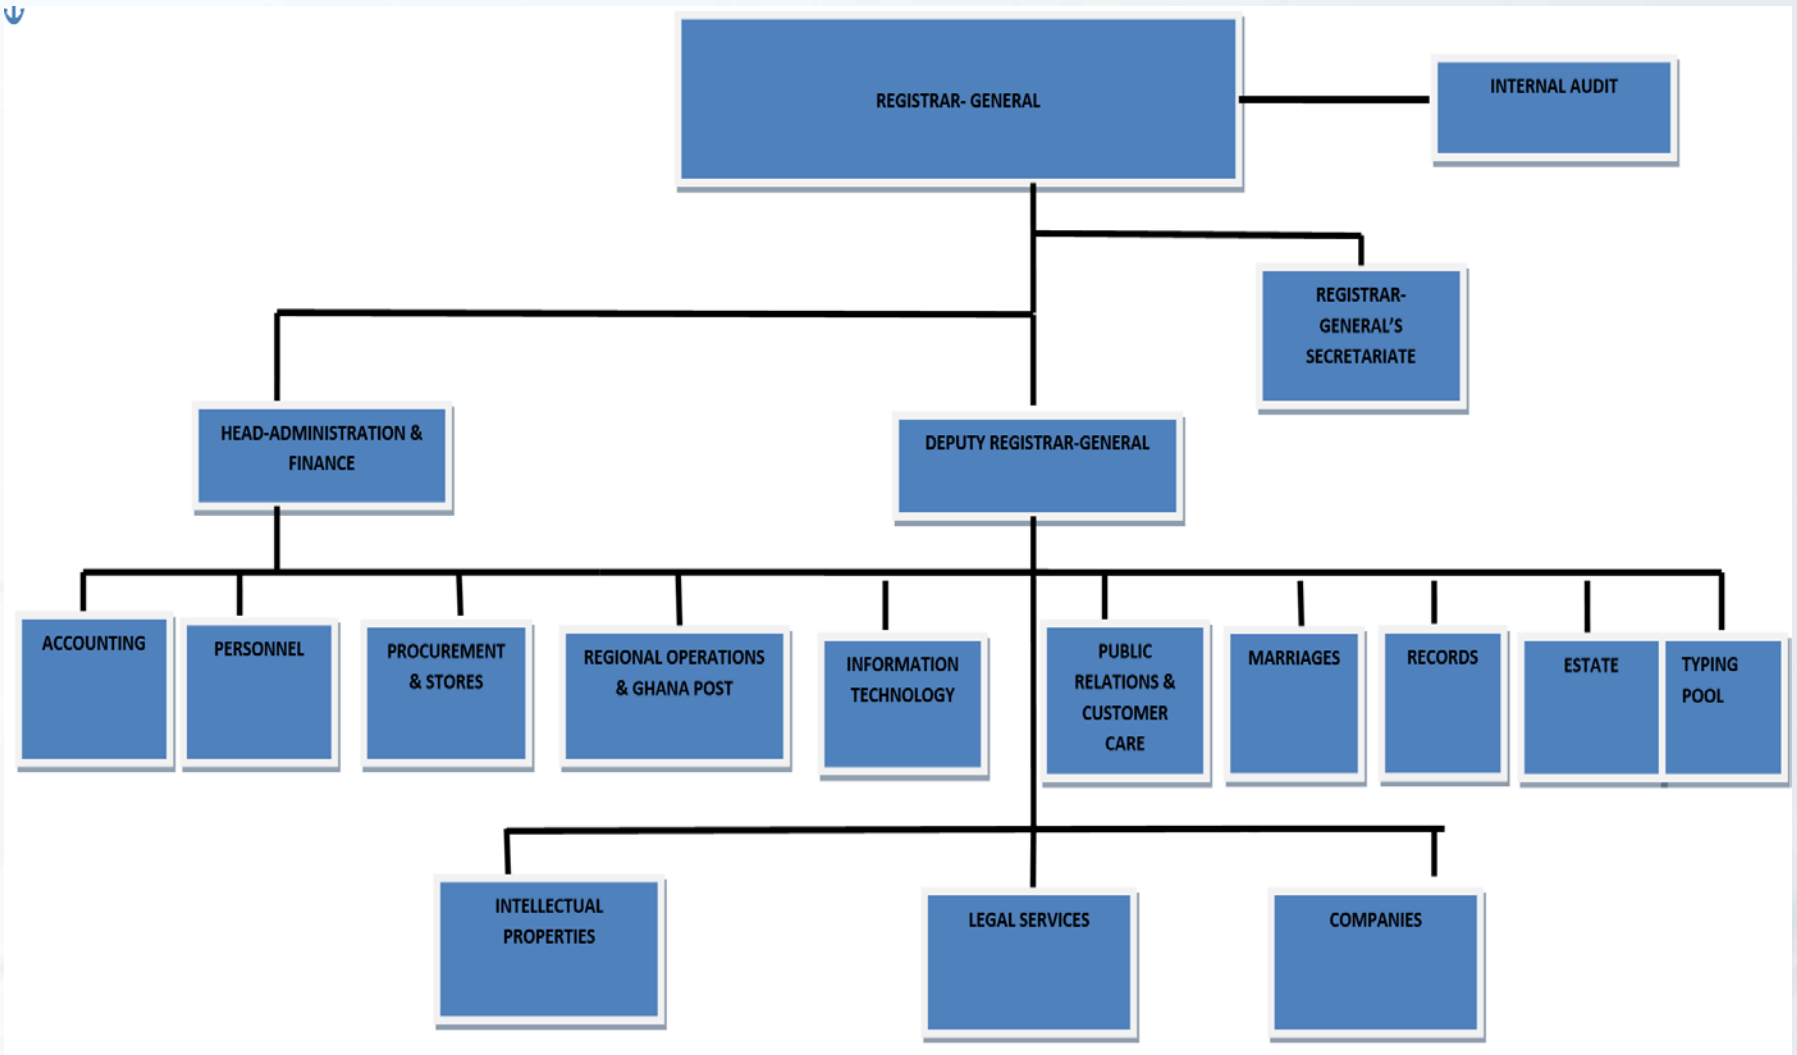 REGISTRAR- GENERAL
INTERNAL AUDIT
REGISTRAR-
GENERAL’S
SECRETARIATE
HEAD-ADMINISTRATION &
FINANCE
DEPUTY REGISTRAR-GENERAL
ACCOUNTING
PERSONNEL
PROCUREMENT
& STORES
REGIONAL OPERATIONS
& GHANA POST
INFORMATION
TECHNOLOGY
PUBLIC
RELATIONS &
CUSTOMER
CARE
MARRIAGES
RECORDS
ESTATE
TYPING
POOL
INTELLECTUAL
PROPERTIES
LEGAL SERVICES
COMPANIES